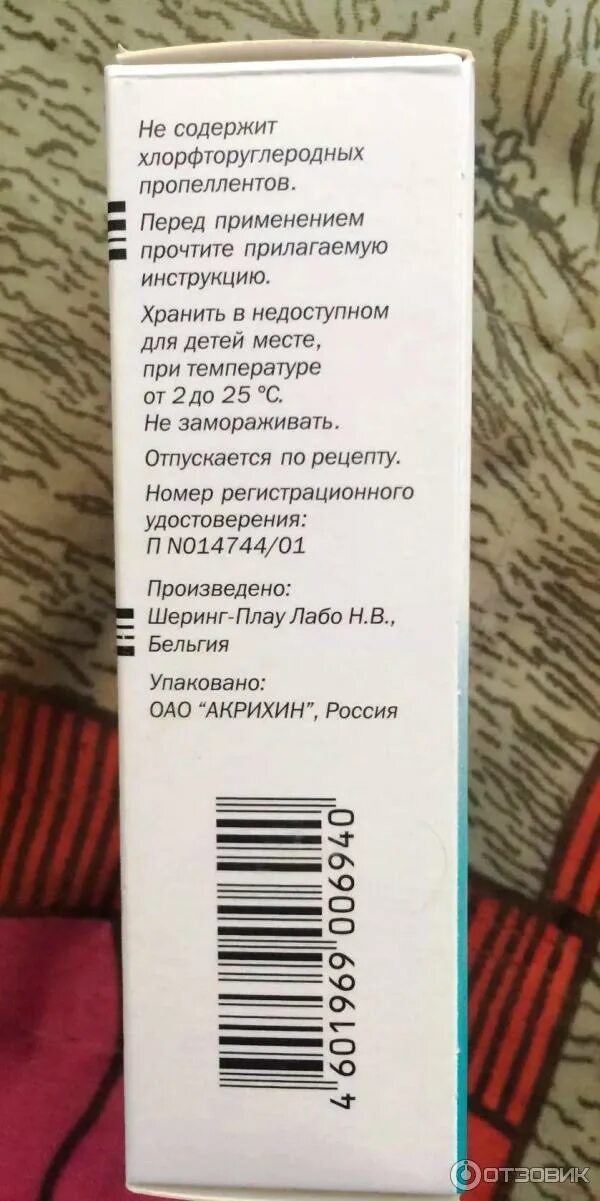 Не содержит
хлорфторуглеродных
пропеллентов.
Перед применением
прочтите прилагаемую
инструкцию.
Хранить в недоступном
для детей месте,
при температуре
от 2 до 25 °С.
Не замораживать.
Отпускается по рецепту.
Номер регистрационного
удостоверения:
П N014744/01
Произведено:
Шеринг-Плау Лабо Н.В.,
Бельгия
Упаковано:
ОАО “АКРИХИН”, Россия
4 601969 006940
ОТЗОВИК